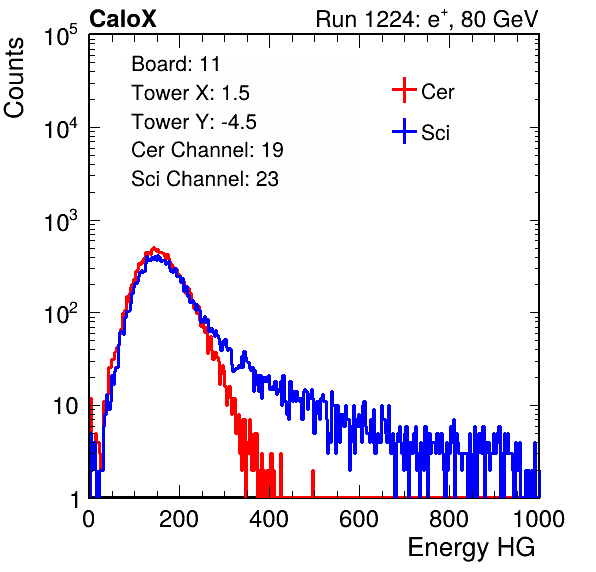 CaloX Run 1224: e⁺, 80 GeV
Counts
Board: 11
Tower X: 1.5
Tower Y: -4.5
Cer Channel: 19
Sci Channel: 23
Cer
Sci
10⁵
10⁴
10³
10²
10
1
0 200 400 600 800 1000
Energy HG